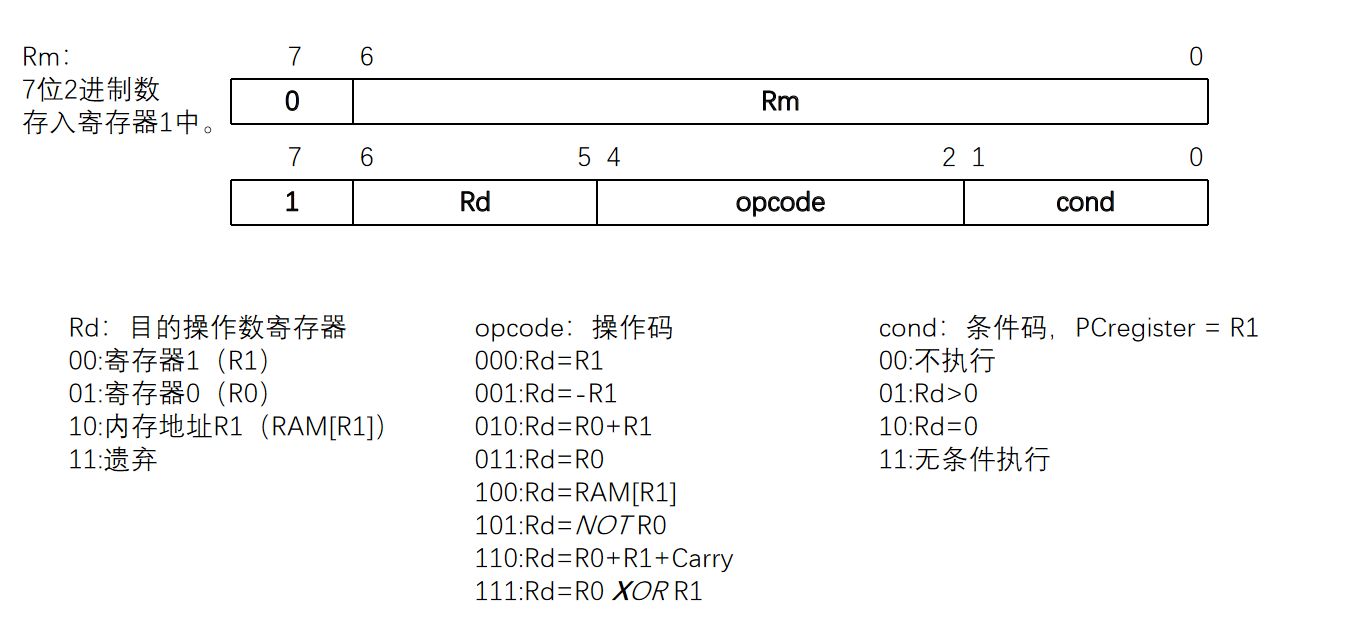 Rm：
7位2进制数
存入寄存器1中。
7 6 0
0 Rm
7 6 5 4 2 1 0
1 Rd opcode cond
Rd：目的操作数寄存器
00:寄存器1（R1）
01:寄存器0（R0）
10:内存地址R1（RAM[R1]）
11:遗弃
opcode：操作码
000:Rd=R1
001:Rd=-R1
010:Rd=R0+R1
011:Rd=R0
100:Rd=RAM[R1]
101:Rd=NOT R0
110:Rd=R0+R1+Carry
111:Rd=R0 XOR R1
cond：条件码，PCregister = R1
00:不执行
01:Rd>0
10:Rd=0
11:无条件执行